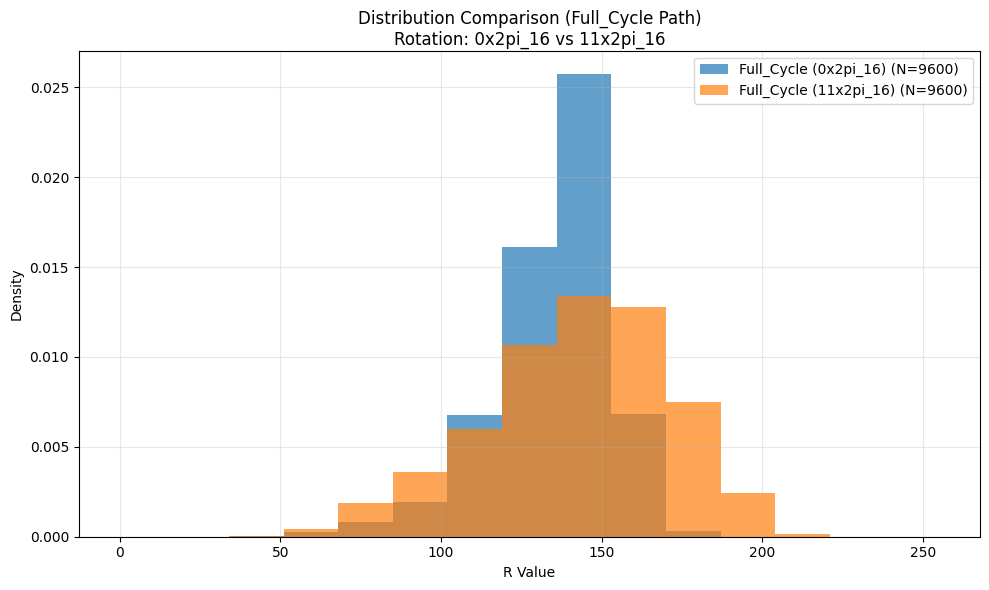 Distribution Comparison (Full_Cycle Path)
Rotation: 0x2pi_16 vs 11x2pi_16
Full_Cycle (0x2pi_16) (N=9600)
Full_Cycle (11x2pi_16) (N=9600)
Density
0.025
0.020
0.015
0.010
0.005
0.000
0 50 100 150 200 250
R Value